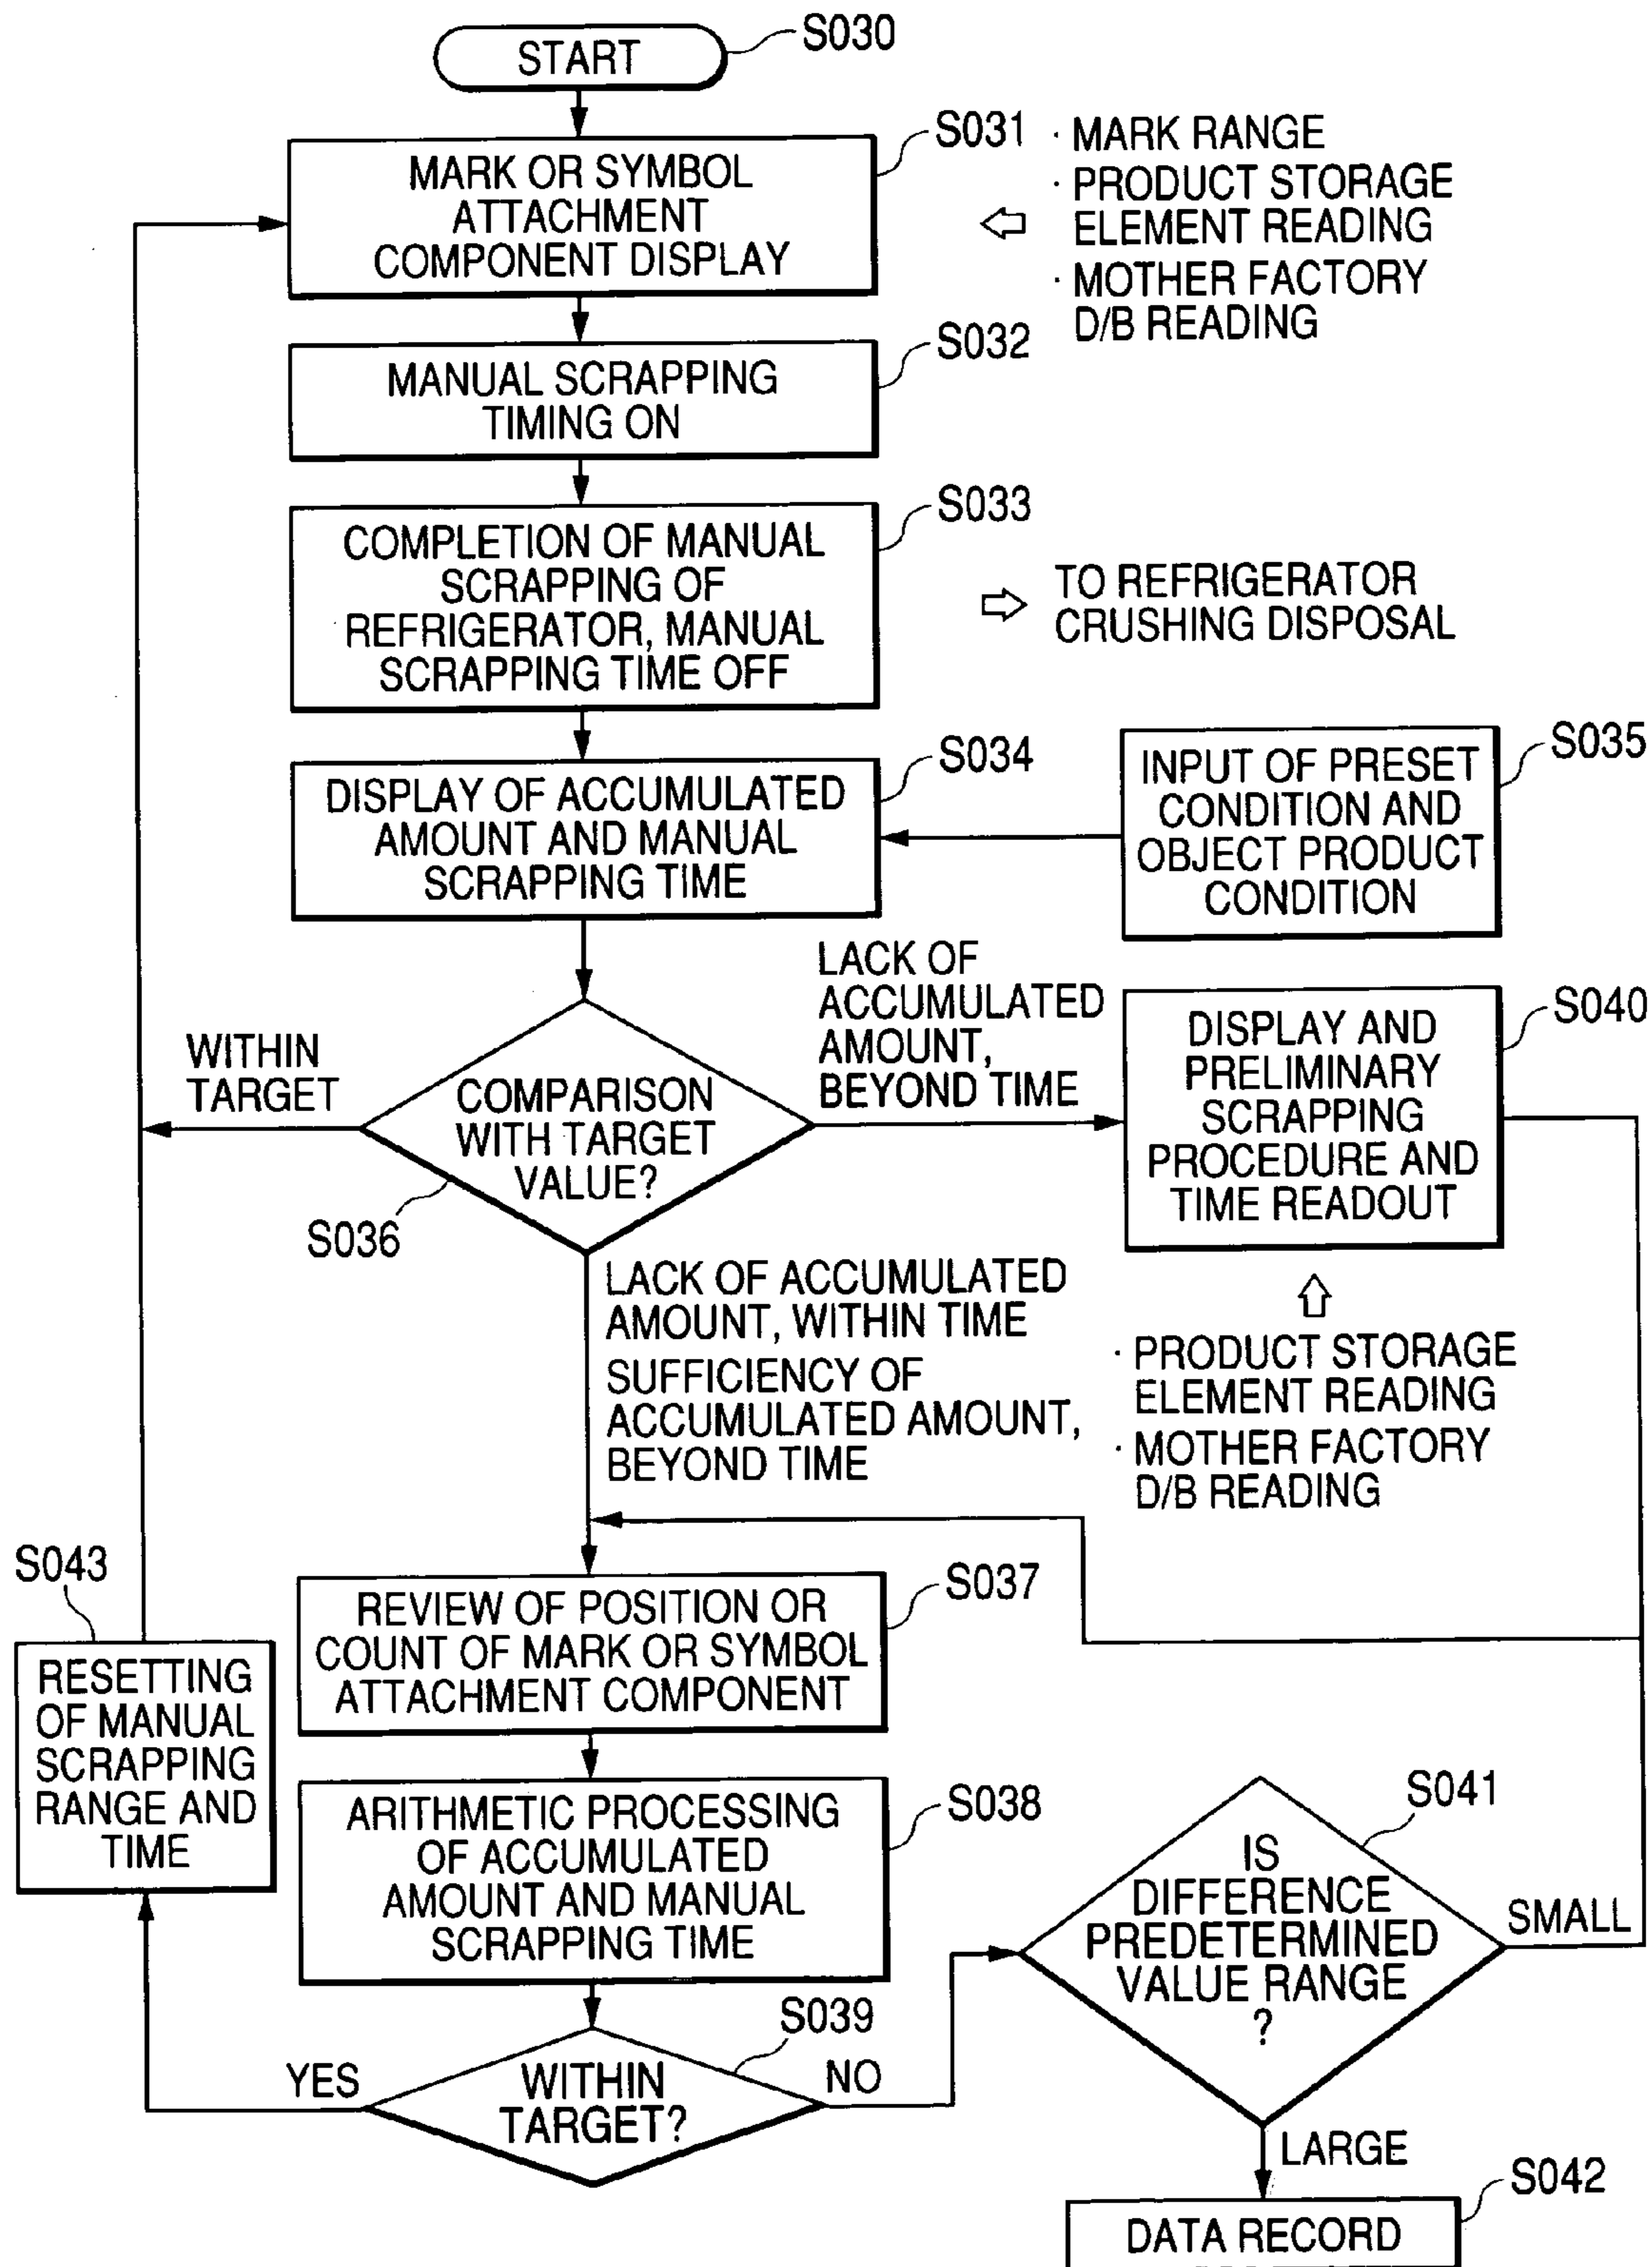 START
S030
MARK OR SYMBOL
ATTACHMENT
COMPONENT DISPLAY
S031
· MARK RANGE
· PRODUCT STORAGE
ELEMENT READING
· MOTHER FACTORY
D/B READING
MANUAL SCRAPPING
TIMING ON
S032
COMPLETION OF MANUAL
SCRAPPING OF
REFRIGERATOR, MANUAL
SCRAPPING TIME OFF
S033
TO REFRIGERATOR
CRUSHING DISPOSAL
DISPLAY OF ACCUMULATED
AMOUNT AND MANUAL
SCRAPPING TIME
S034
INPUT OF PRESET
CONDITION AND
OBJECT PRODUCT
CONDITION
S035
COMPARISON
WITH TARGET
VALUE?
S036
WITHIN
TARGET
LACK OF
ACCUMULATED
AMOUNT,
BEYOND TIME
DISPLAY AND
PRELIMINARY
SCRAPPING
PROCEDURE AND
TIME READOUT
S040
· PRODUCT STORAGE
ELEMENT READING
· MOTHER FACTORY
D/B READING
LACK OF ACCUMULATED
AMOUNT, WITHIN TIME
SUFFICIENCY OF
ACCUMULATED AMOUNT,
BEYOND TIME
REVIEW OF POSITION OR
COUNT OF MARK OR SYMBOL
ATTACHMENT COMPONENT
S037
S043
RESETTING
OF MANUAL
SCRAPPING
RANGE AND
TIME
ARITHMETIC PROCESSING
OF ACCUMULATED
AMOUNT AND MANUAL
SCRAPPING TIME
S038
WITHIN
TARGET?
S039
YES
NO
IS
DIFFERENCE
PREDETERMINED
VALUE RANGE
?
S041
SMALL
LARGE
DATA RECORD
S042